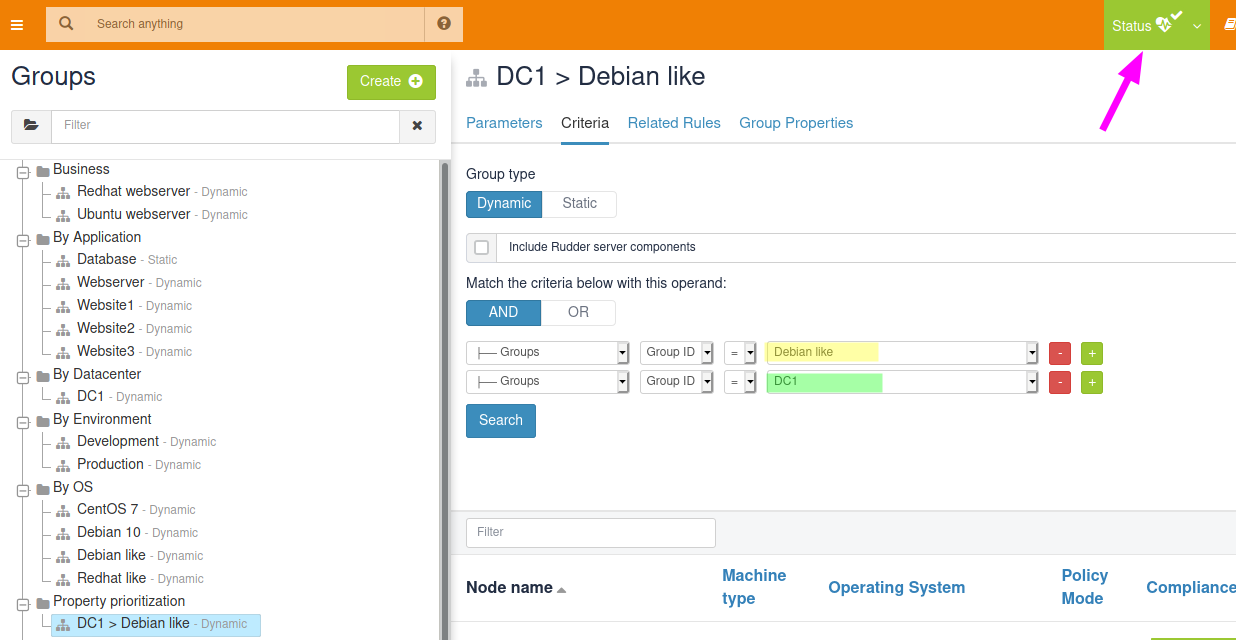 Search anything
Status
Groups
Create
Filter
Business
Redhat webserver - Dynamic
Ubuntu webserver - Dynamic
By Application
Database - Static
Webserver - Dynamic
Website1 - Dynamic
Website2 - Dynamic
Website3 - Dynamic
By Datacenter
DC1 - Dynamic
By Environment
Development - Dynamic
Production - Dynamic
By OS
CentOS 7 - Dynamic
Debian 10 - Dynamic
Debian like - Dynamic
Redhat like - Dynamic
Property prioritization
DC1 > Debian like - Dynamic
DC1 > Debian like
Parameters Criteria Related Rules Group Properties
Group type
Dynamic Static
Include Rudder server components
Match the criteria below with this operand:
AND OR
├── Groups Group ID = Debian like - +
├── Groups Group ID = DC1 - +
Search
Filter
Node name Machine type Operating System Policy Mode Compliance